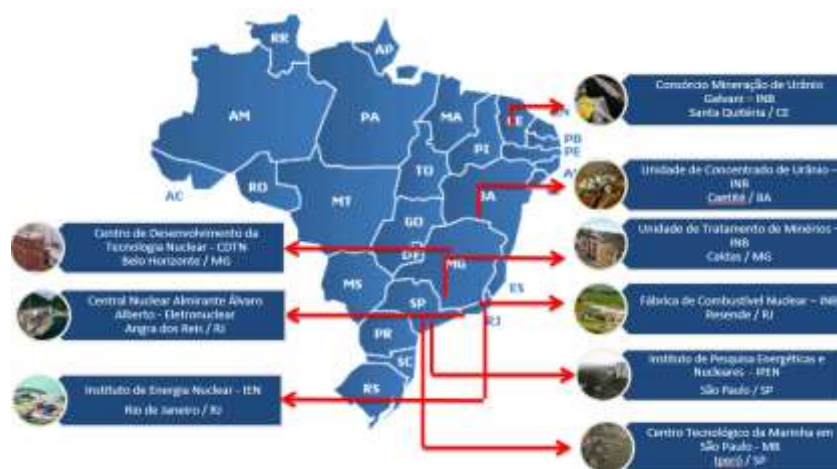 RR
AP
AM
PA
MA
CE
PI
PB
PE
AC
RO
TO
MT
BA
GO
DF
MG
MS
ES
SP
RJ
PR
SC
RS
Consórcio Mineração de Urânio
Galvani – INB
Santa Quitéria / CE
Unidade de Concentrado de Urânio –
INB
Caetité / BA
Unidade de Tratamento de Minérios –
INB
Caldas / MG
Fábrica de Combustível Nuclear – IN
Resende / RJ
Instituto de Pesquisa Energéticas e
Nucleares - IPEN
São Paulo / SP
Centro Tecnológico da Marinha em
São Paulo - MB
Iperó / SP
Centro de Desenvolvimento da
Tecnologia Nuclear - CDTN
Belo Horizonte / MG
Central Nuclear Almirante Álvaro
Alberto - Eletronuclear
Angra dos Reis / RJ
Instituto de Energia Nuclear - IEN
Rio de Janeiro / RJ